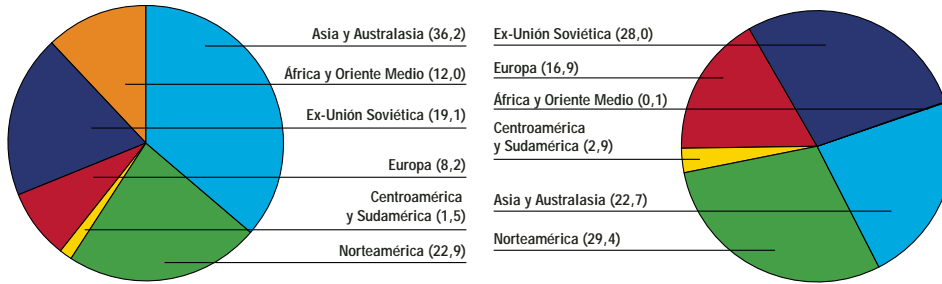 Asia y Australasia (36,2)
África y Oriente Medio (12,0)
Ex-Unión Soviética (19,1)
Europa (8,2)
Centroamérica
y Sudamérica (1,5)
Norteamérica (22,9)
Ex-Unión Soviética (28,0)
Europa (16,9)
África y Oriente Medio (0,1)
Centroamérica
y Sudamérica (2,9)
Asia y Australasia (22,7)
Norteamérica (29,4)